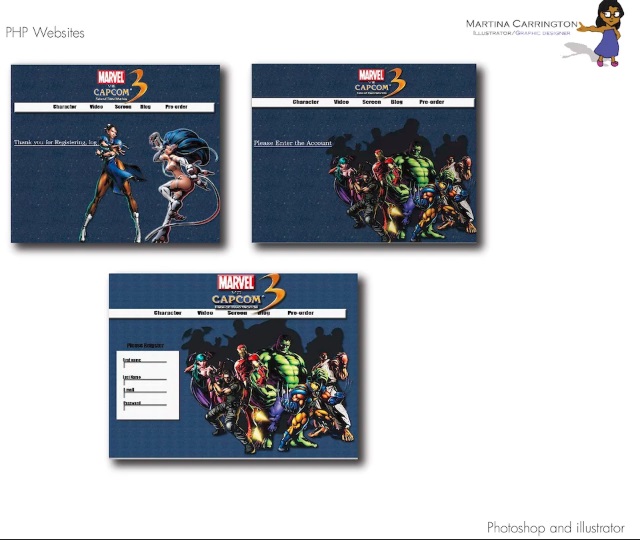 PHP Websites
MARTINA CARRINGTON
ILLUSTRATOR/GRAPHIC DESIGNER
MARVEL
VS
CAPCOM 3
Character Video Screen Blog Pre-order
Thank you for Registering, log
MARVEL
VS
CAPCOM 3
Character Video Screen Blog Pre-order
Please Enter the Account
MARVEL
VS
CAPCOM 3
Character Video Screen Blog Pre-order
Please Register
First name
Last Name
E-mail
Password
Photoshop and illustrator